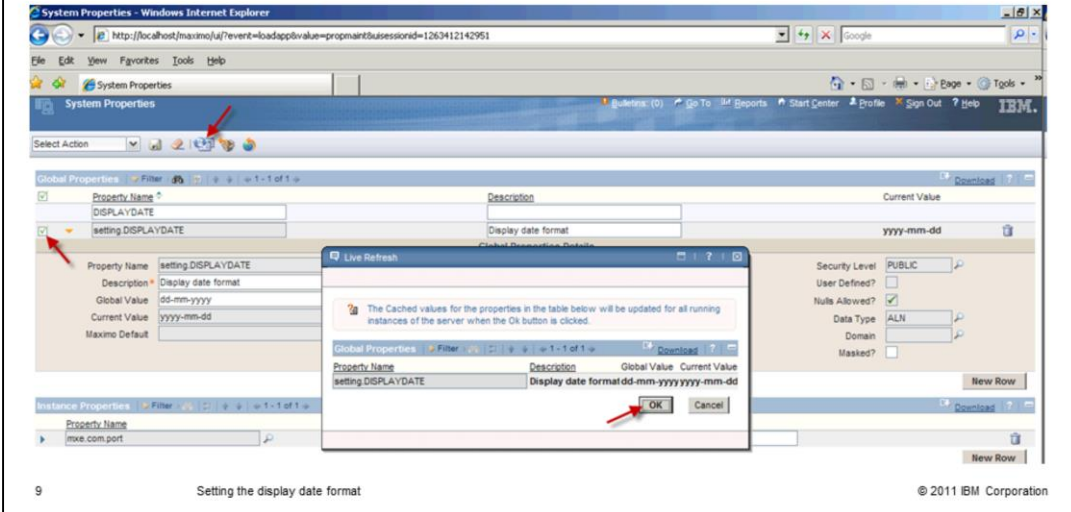 System Properties - Windows Internet Explorer
http://localhost/maximo/ui/?event=loadapp&value=propmaint&uisessionid=1263412142951
Google
File Edit View Favorites Tools Help
System Properties
Page Tools
System Properties
Bulletins: (0) Go To Reports Start Center Profile Sign Out ? Help IBM.
Select Action
Global Properties Filter 1 - 1 of 1 Download ?
Property Name Description Current Value
DISPLAYDATE
setting.DISPLAYDATE Display date format yyyy-mm-dd
Global Properties Details
Property Name setting.DISPLAYDATE Security Level PUBLIC
Description * Display date format User Defined?
Global Value dd-mm-yyyy Nulls Allowed?
Current Value yyyy-mm-dd Data Type ALN
Maximo Default Domain
Masked?
Live Refresh ?
The Cached values for the properties in the table below will be updated for all running
instances of the server when the Ok button is clicked.
Global Properties Filter 1 - 1 of 1 Download ?
Property Name Description Global Value Current Value
setting.DISPLAYDATE Display date format dd-mm-yyyy yyyy-mm-dd
OK Cancel
New Row
Instance Properties Filter 1 - 1 of 1 Download ?
Property Name
mxe.com.port
New Row
9 Setting the display date format © 2011 IBM Corporation